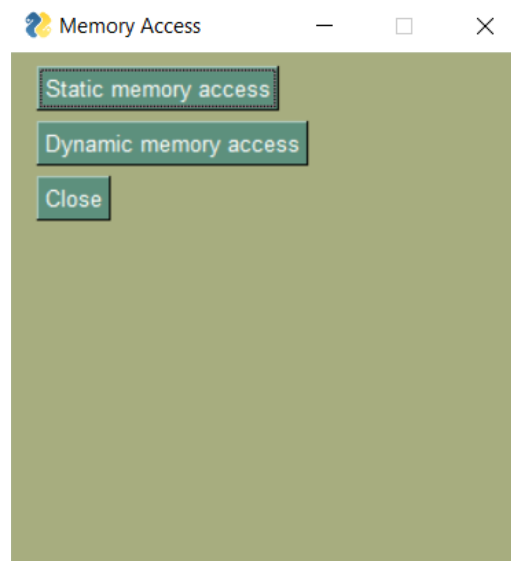 Memory Access
Static memory access
Dynamic memory access
Close